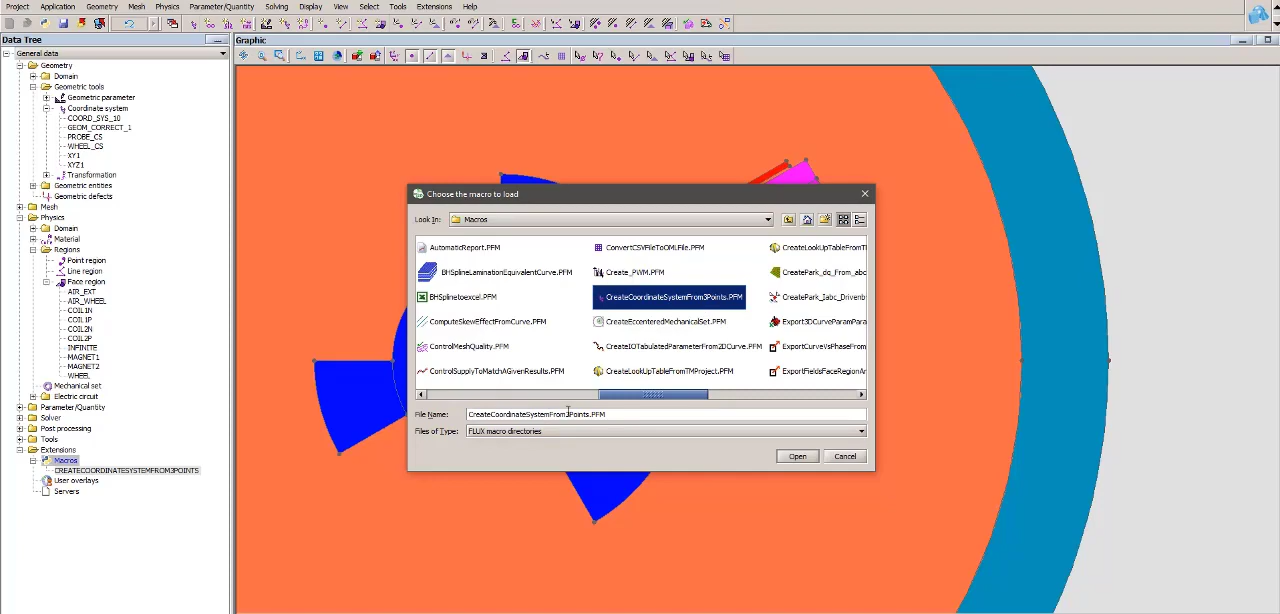 Project Application Geometry Mesh Physics Parameter/Quantity Solving Display View Select Tools Extensions Help
Data Tree
Graphic
General data
Geometry
Domain
Geometric tools
Geometric parameter
Coordinate system
COORD_SYS_10
GEOM_CORRECT_1
PROBE_CS
WHEEL_CS
XY1
XYZ1
Transformation
Geometric entities
Geometric defects
Mesh
Physics
Domain
Material
Regions
Point region
Line region
Face region
AIR_EXT
AIR_WHEEL
COIL1N
COIL1P
COIL2N
COIL2P
INFINITE
MAGNET1
MAGNET2
WHEEL
Mechanical set
Electric circuit
Parameter/Quantity
Solver
Post processing
Tools
Extensions
Macros
CREATECOORDINATESYSTEMFROM3POINTS
User overlays
Servers
Choose the macro to load
Look In: Macros
AutomaticReport.PFM ConvertCSVFileToOMLFile.PFM CreateLookUpTableFromTI
BHSplineLaminationEquivalentCurve.PFM Create_PWM.PFM CreatePark_dq_From_abc
BHSplinetoexcel.PFM CreateCoordinateSystemFrom3Points.PFM CreatePark_Iabc_Drivenb
ComputeSkewEffectFromCurve.PFM CreateEccenteredMechanicalSet.PFM Export3DCurveParamPara
ControlMeshQuality.PFM CreateIOTabulatedParameterFrom2DCurve.PFM ExportCurveVsPhaseFrom
ControlSupplyToMatchAGivenResults.PFM CreateLookUpTableFromTMProject.PFM ExportFieldsFaceRegionAr
File Name: CreateCoordinateSystemFrom3Points.PFM
Files of Type: FLUX macro directories
Open Cancel